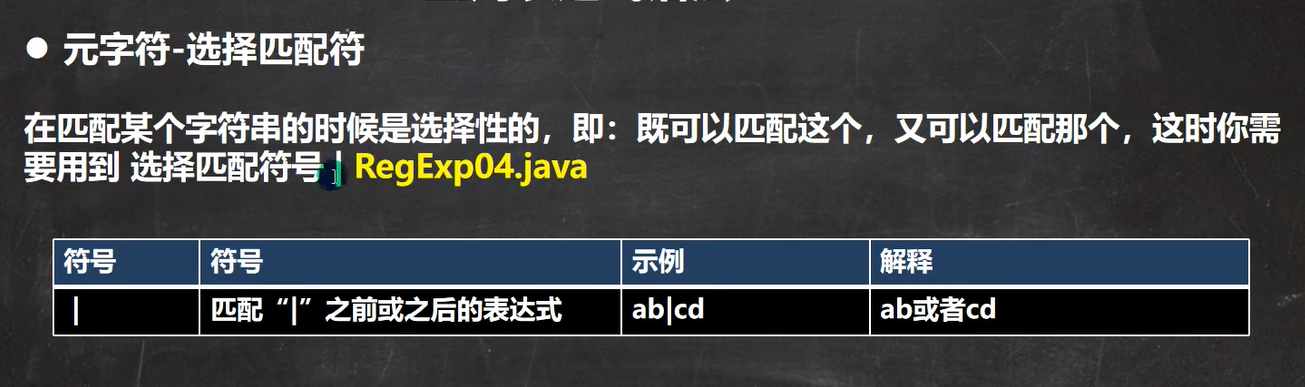 ● 元字符-选择匹配符
在匹配某个字符串的时候是选择性的，即：既可以匹配这个，又可以匹配那个，这时你需
要用到 选择匹配符号 | RegExp04.java
符号 符号 示例 解释
| 匹配“|”之前或之后的表达式 ab|cd ab或者cd